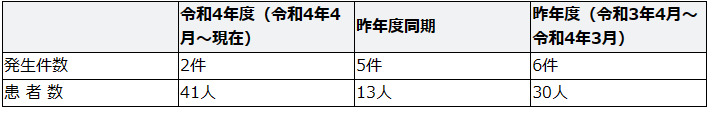 令和4年度（令和4年4
月～現在）
昨年度同期
昨年度（令和3年4月～
令和4年3月）
発生件数
2件
5件
6件
患 者 数
41人
13人
30人